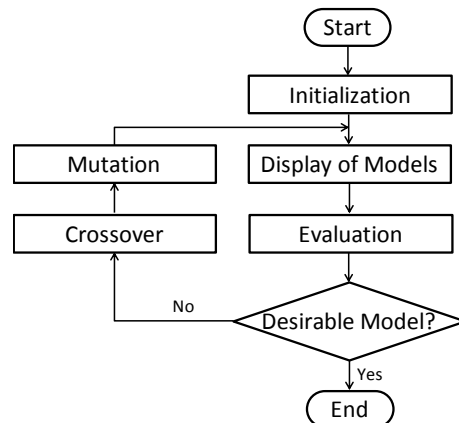 Start
Initialization
Mutation
Display of Models
Crossover
Evaluation
No
Desirable Model?
Yes
End